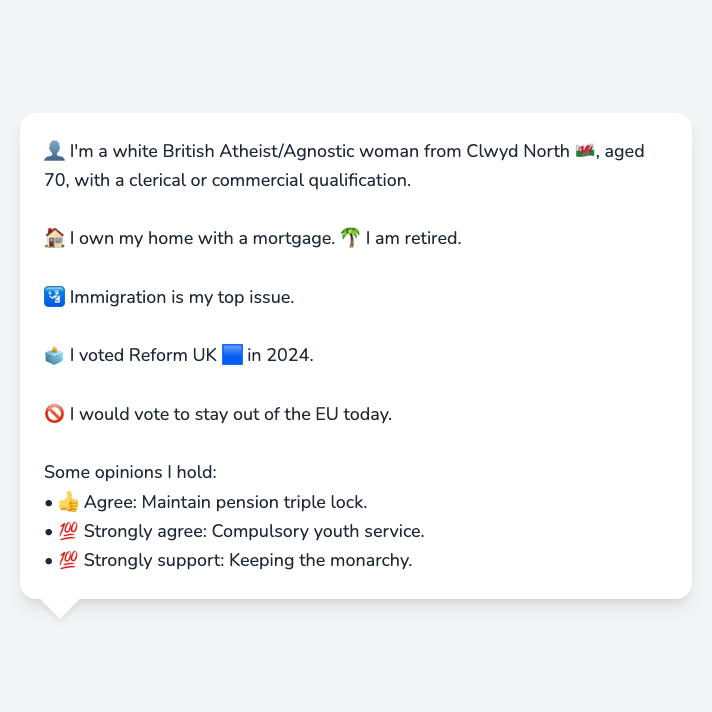 👤 I'm a white British Atheist/Agnostic woman from Clwyd North 🏴󠁧󠁢󠁷󠁬󠁳󠁿, aged
70, with a clerical or commercial qualification.
🏠 I own my home with a mortgage. 🌴 I am retired.
🛂 Immigration is my top issue.
🗳️ I voted Reform UK 🟦 in 2024.
🚫 I would vote to stay out of the EU today.
Some opinions I hold:
• 👍 Agree: Maintain pension triple lock.
• 💯 Strongly agree: Compulsory youth service.
• 💯 Strongly support: Keeping the monarchy.